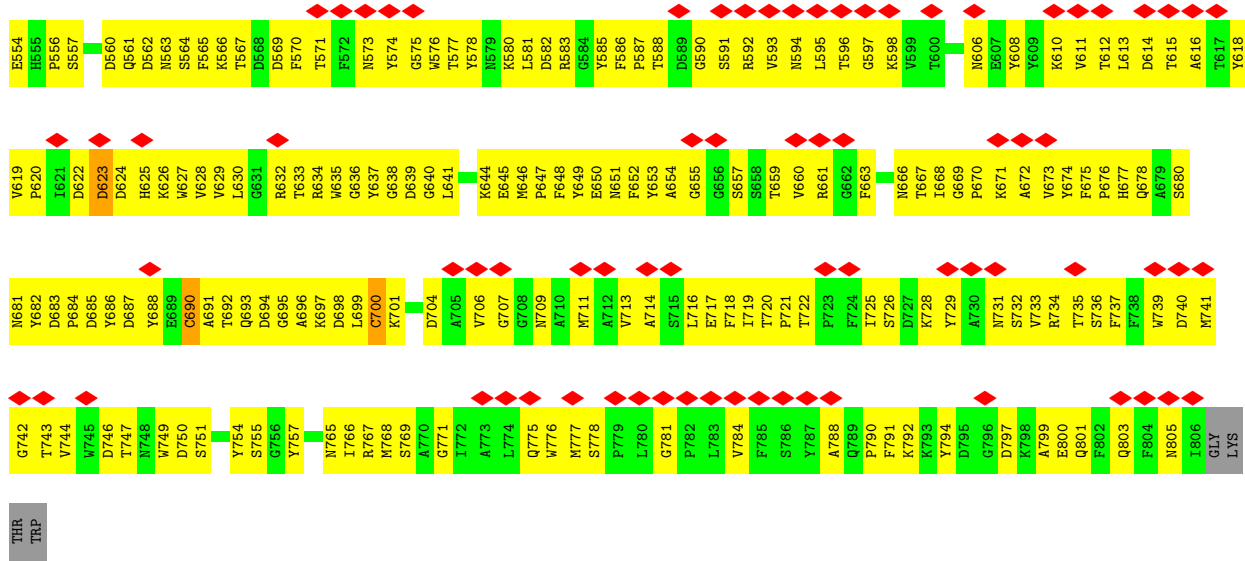 E554 H555 P556 S557 D560 Q561 D562 N563 S564 F565 K566 T567 D568 D569 F570 T571 F572 N573 Y574 G575 W576 T577 Y578 N579 K580 L581 D582 R583 G584 Y585 F586 P587 T588 D589 G590 S591 R592 V593 N594 L595 T596 G597 K598 V599 T600 N606 E607 Y608 Y609 K610 V611 T612 L613 D614 T615 A616 T617 Y618
V619 P620 I621 D622 D623 D624 H625 K626 W627 V628 V629 L630 G631 R632 T633 R634 W635 G636 Y637 G638 D639 G640 L641 K644 E645 M646 P647 F648 Y649 E650 N651 F652 Y653 A654 G655 G656 S657 S658 T659 V660 R661 G662 F663 N666 T667 I668 G669 P670 K671 A672 V673 Y674 F675 P676 H677 Q678 A679 S680
N681 Y682 D683 P684 D685 Y686 D687 Y688 E689 C690 A691 T692 Q693 D694 G695 A696 K697 D698 L699 C700 K701 D704 A705 V706 G707 G708 N709 A710 M711 A712 V713 A714 S715 L716 E717 F718 I719 T720 P721 T722 P723 F724 I725 S726 D727 K728 Y729 A730 N731 S732 V733 R734 T735 S736 F737 F738 W739 D740 M741
G742 T743 V744 W745 D746 T747 N748 W749 D750 S751 Y754 S755 G756 Y757 N765 I766 R767 M768 S769 A770 G771 I772 A773 L774 Q775 W776 M777 S778 P779 L780 G781 P782 L783 V784 F785 S786 Y787 A788 Q789 P790 F791 K792 K793 Y794 D795 G796 D797 K798 A799 E800 Q801 F802 Q803 F804 N805 I806 GLY LYS
THR TRP